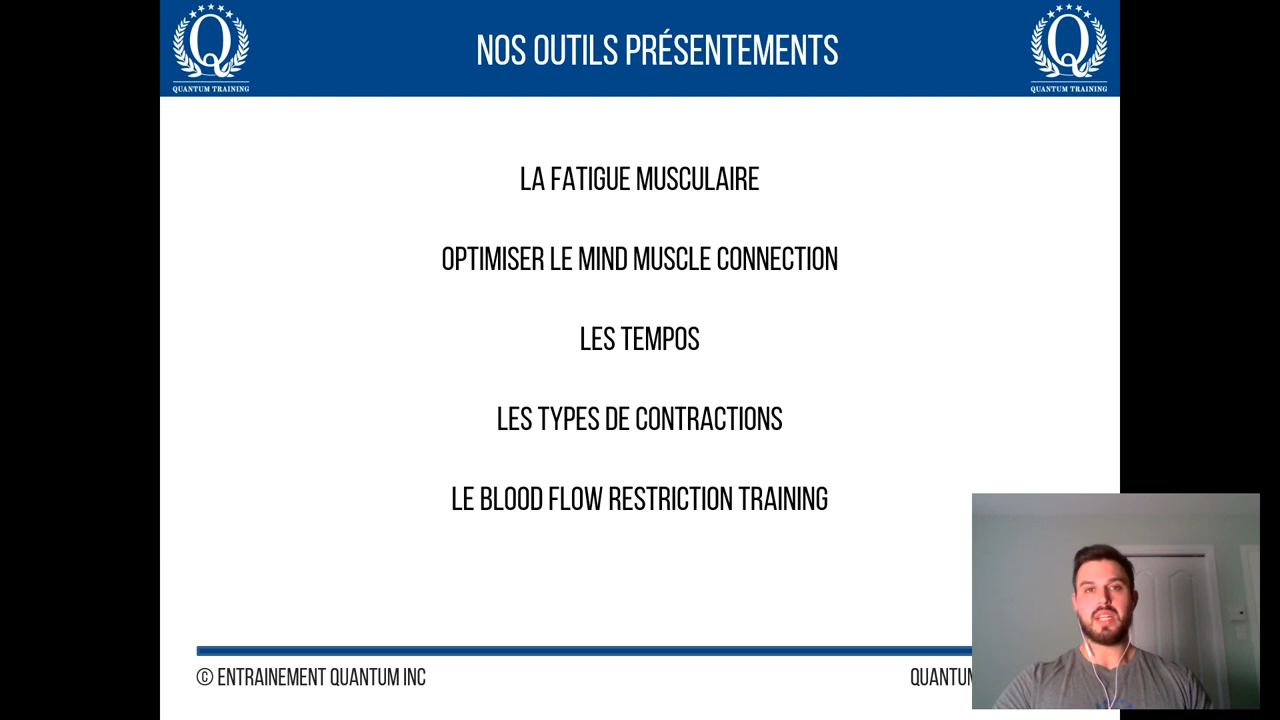 Q
QUANTUM TRAINING
NOS OUTILS PRÉSENTEMENTS
Q
QUANTUM TRAINING
LA FATIGUE MUSCULAIRE
OPTIMISER LE MIND MUSCLE CONNECTION
LES TEMPOS
LES TYPES DE CONTRACTIONS
LE BLOOD FLOW RESTRICTION TRAINING
© ENTRAINEMENT QUANTUM INC
QUANTUM